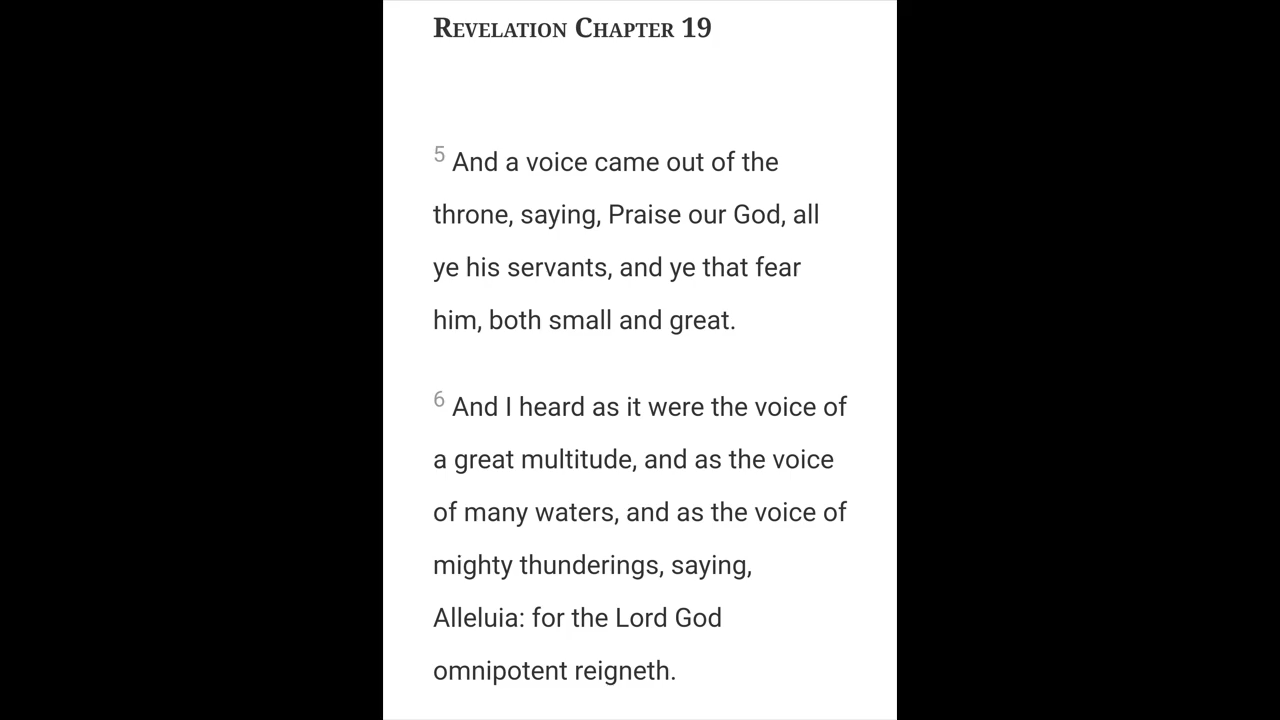 Revelation Chapter 19
5 And a voice came out of the
throne, saying, Praise our God, all
ye his servants, and ye that fear
him, both small and great.
6 And I heard as it were the voice of
a great multitude, and as the voice
of many waters, and as the voice of
mighty thunderings, saying,
Alleluia: for the Lord God
omnipotent reigneth.